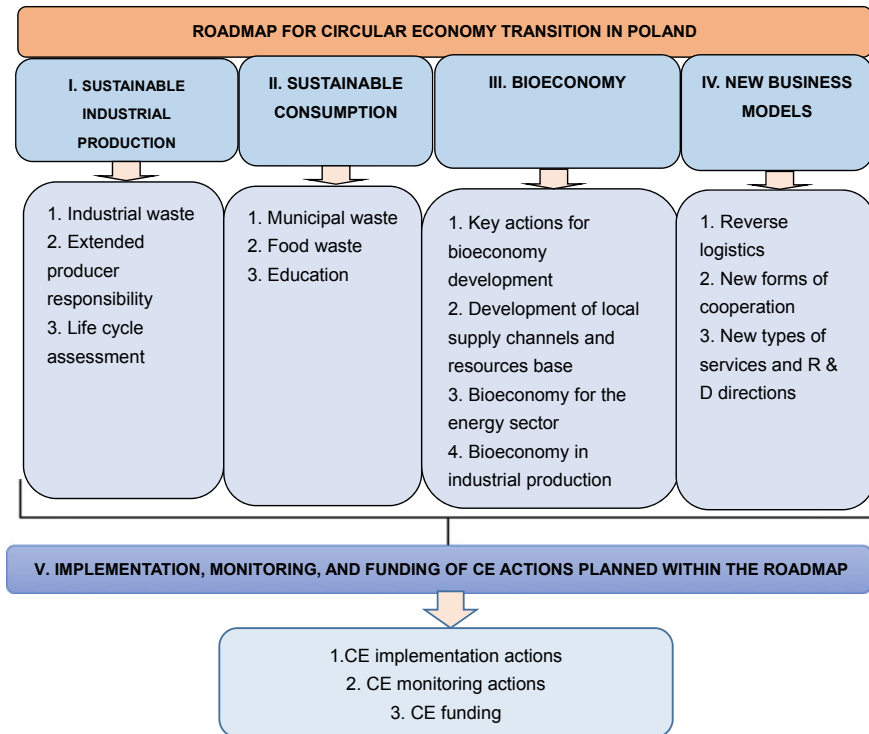 ROADMAP FOR CIRCULAR ECONOMY TRANSITION IN POLAND
I. SUSTAINABLE
INDUSTRIAL
PRODUCTION
1. Industrial waste
2. Extended
producer
responsibility
3. Life cycle
assessment
II. SUSTAINABLE
CONSUMPTION
1. Municipal waste
2. Food waste
3. Education
III. BIOECONOMY
1. Key actions for
bioeconomy
development
2. Development of local
supply channels and
resources base
3. Bioeconomy for the
energy sector
4. Bioeconomy in
industrial production
IV. NEW BUSINESS
MODELS
1. Reverse
logistics
2. New forms of
cooperation
3. New types of
services and R &
D directions
V. IMPLEMENTATION, MONITORING, AND FUNDING OF CE ACTIONS PLANNED WITHIN THE ROADMAP
1.CE implementation actions
2. CE monitoring actions
3. CE funding